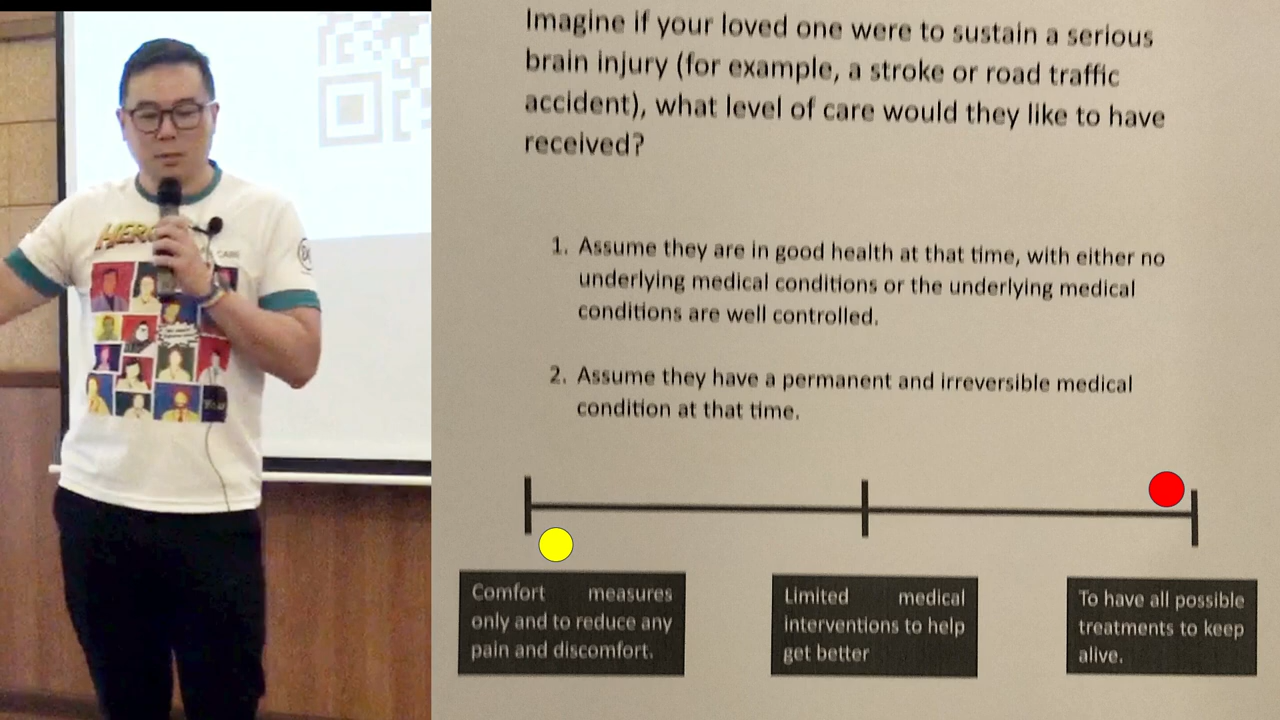 HERO
CARE
Imagine if your loved one were to sustain a serious
brain injury (for example, a stroke or road traffic
accident), what level of care would they like to have
received?
1. Assume they are in good health at that time, with either no
underlying medical conditions or the underlying medical
conditions are well controlled.
2. Assume they have a permanent and irreversible medical
condition at that time.
Comfort measures
only and to reduce any
pain and discomfort.
Limited medical
interventions to help
get better
To have all possible
treatments to keep
alive.